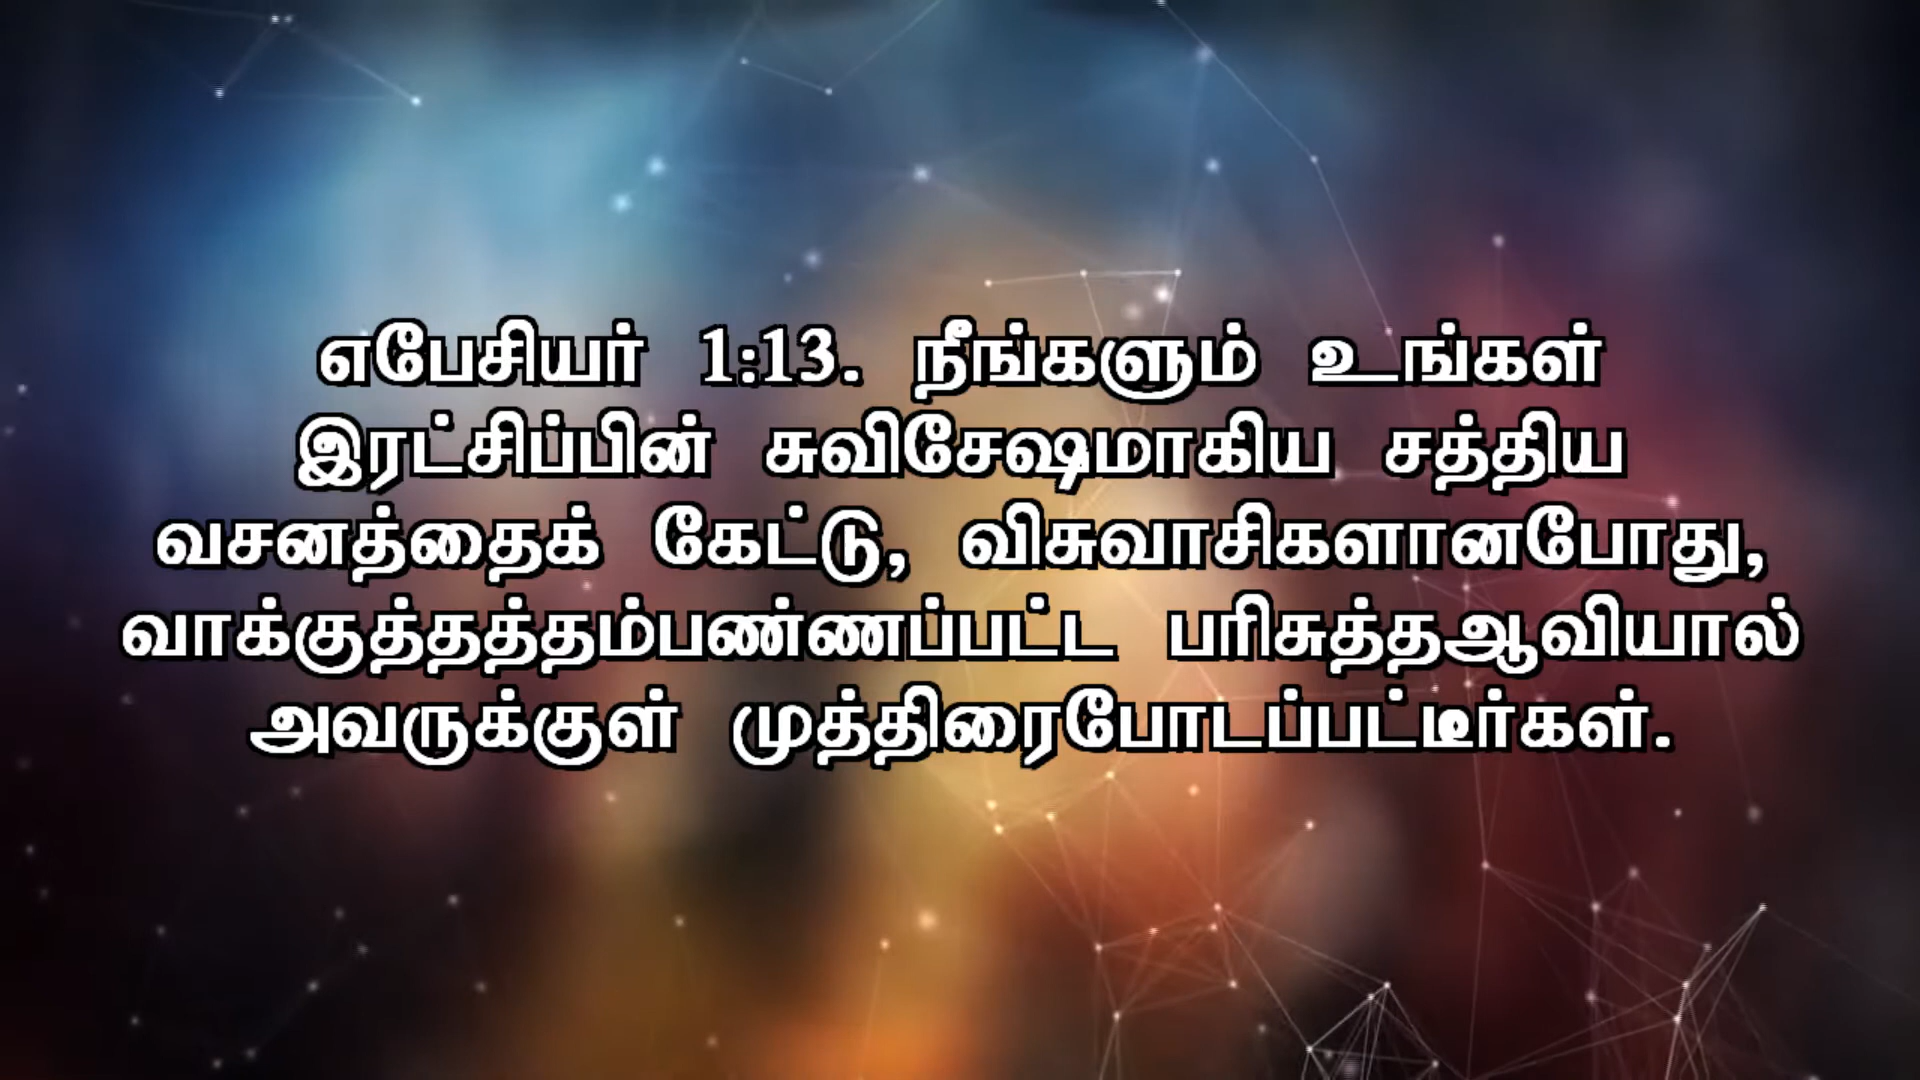 எபேசியர் 1:13. நீங்களும் உங்கள்
இரட்சிப்பின் சுவிசேஷமாகிய சத்திய
வசனத்தைக் கேட்டு, விசுவாசிகளானபோது,
வாக்குத்தத்தம்பண்ணப்பட்ட பரிசுத்தஆவியால்
அவருக்குள் முத்திரைபோடப்பட்டீர்கள்.